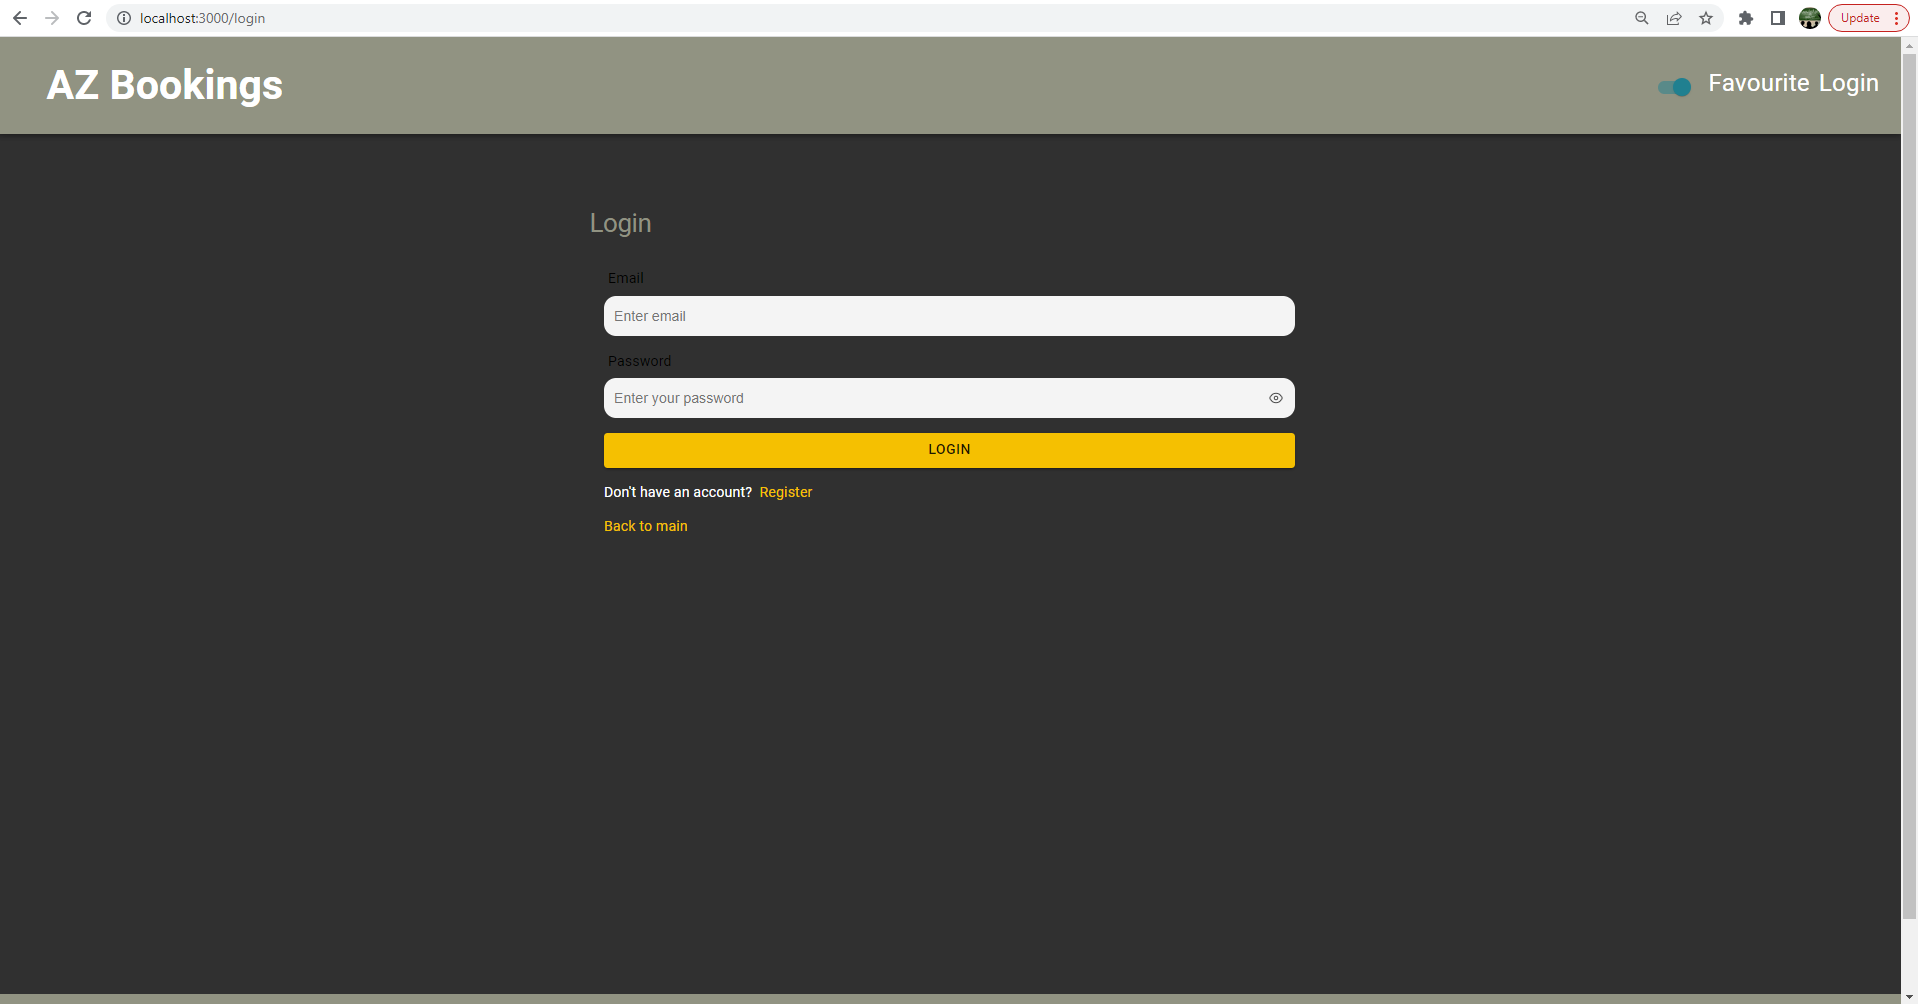 localhost:3000/login
Update
AZ Bookings
Favourite Login
Login
Email
Enter email
Password
Enter your password
LOGIN
Don't have an account? Register
Back to main